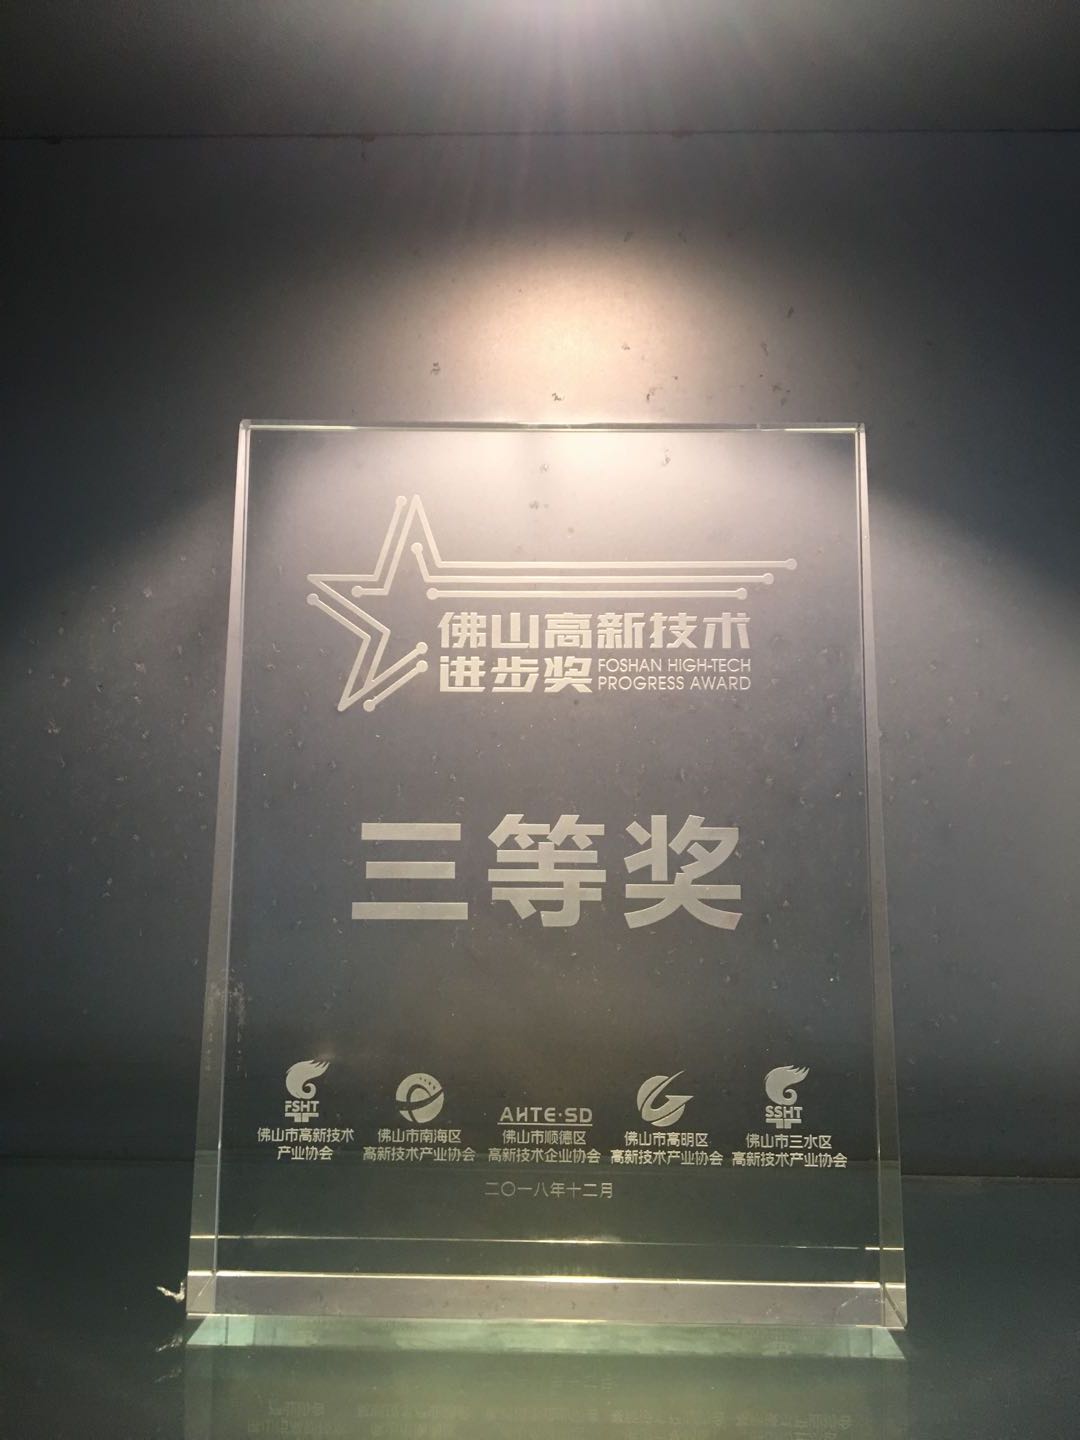 佛山高新技术
进步奖
FOSHAN HIGH-TECH
PROGRESS AWARD
三等奖
FSHT
AHTE·SD
SSHT
佛山市高新技术
产业协会
佛山市南海区
高新技术产业协会
佛山市顺德区
高新技术企业协会
佛山市高明区
高新技术产业协会
佛山市三水区
高新技术产业协会
二〇一八年十二月